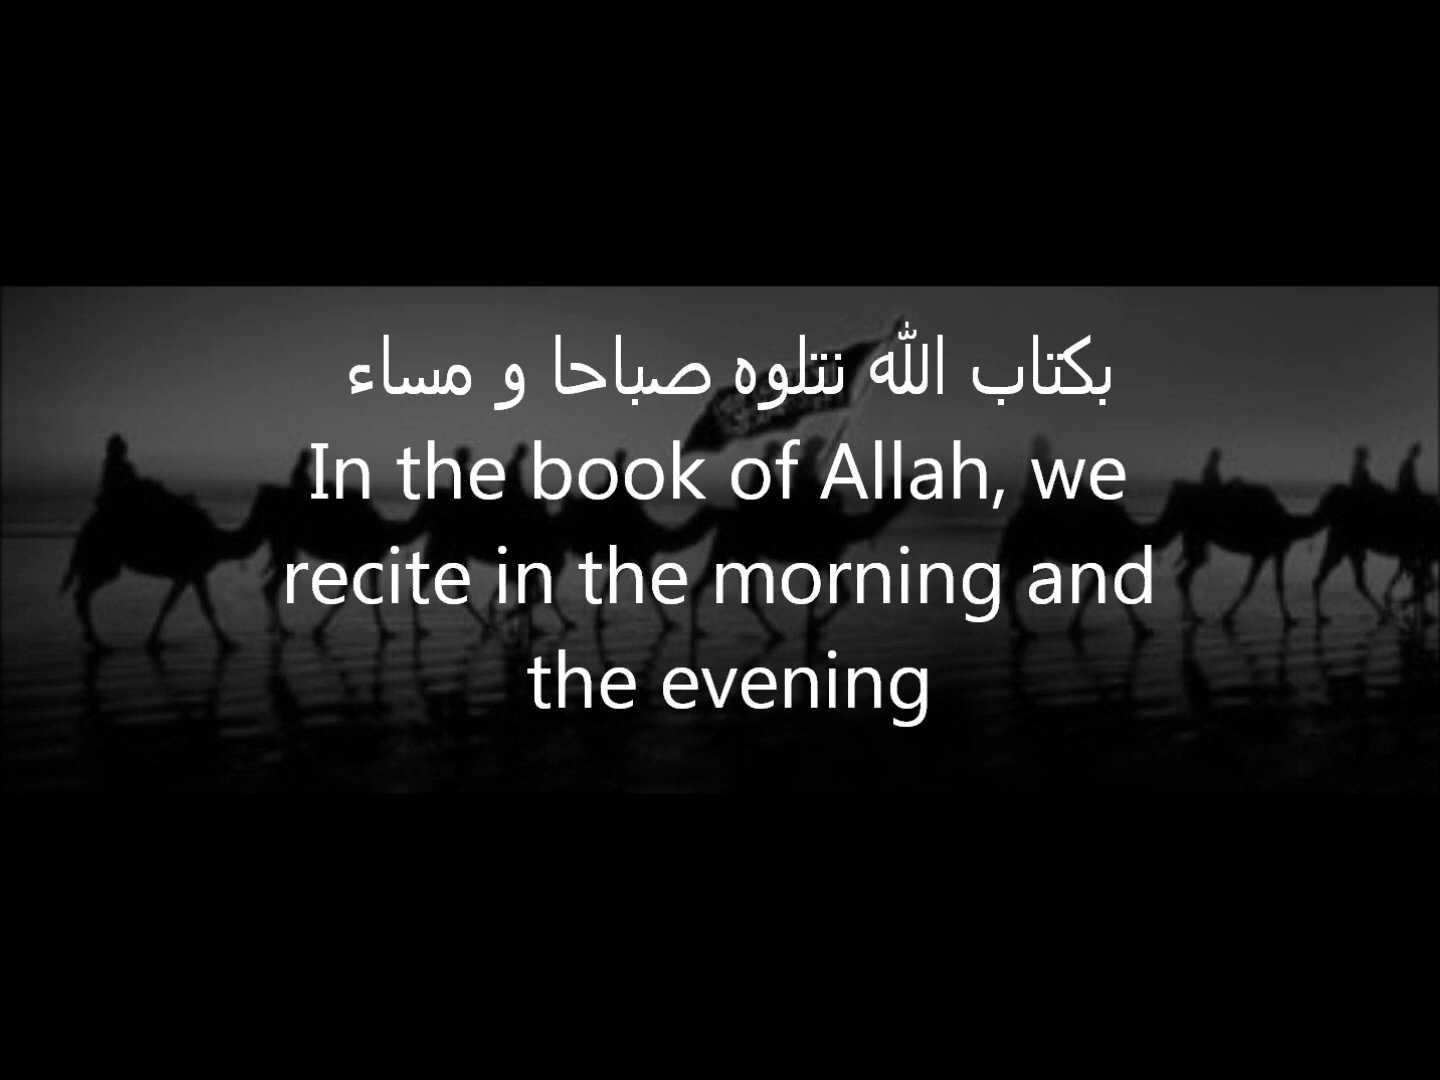 بكتاب الله نتلوه صباحا و مساء
In the book of Allah, we
recite in the morning and
the evening